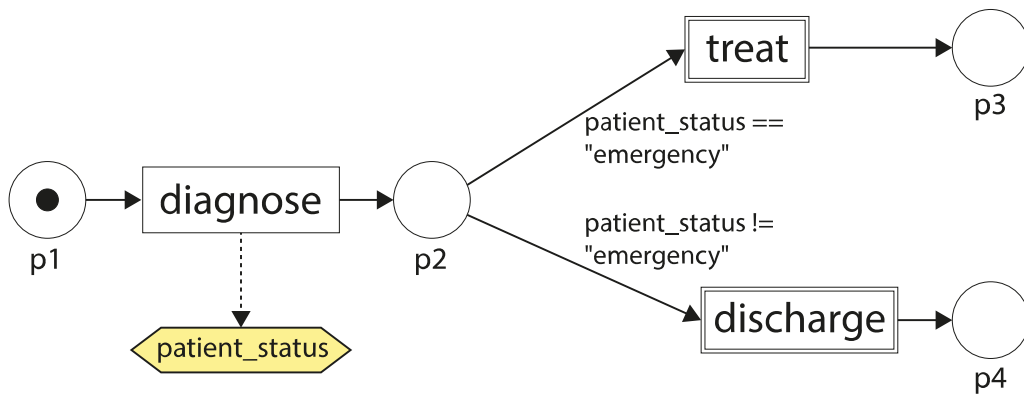 treat
p3
patient_status ==
"emergency"
diagnose
p1
p2
patient_status !=
"emergency"
patient_status
discharge
p4